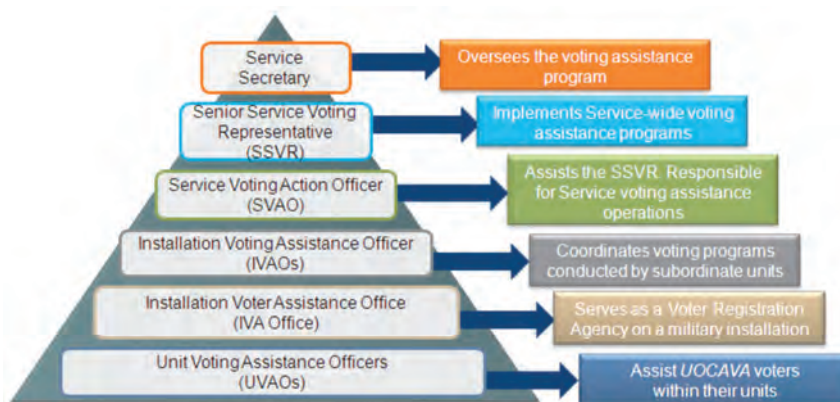 Service
Secretary
Oversees the voting assistance
program
Senior Service Voting
Representative
(SSVR)
Implements Service-wide voting
assistance programs
Service Voting Action Officer
(SVAO)
Assists the SSVR. Responsible
for Service voting assistance
operations
Installation Voting Assistance Officer
(IVAOs)
Coordinates voting programs
conducted by subordinate units
Installation Voter Assistance Office
(IVA Office)
Serves as a Voter Registration
Agency on a military installation
Unit Voting Assistance Officers
(UVAOs)
Assist UOCAVA voters
within their units